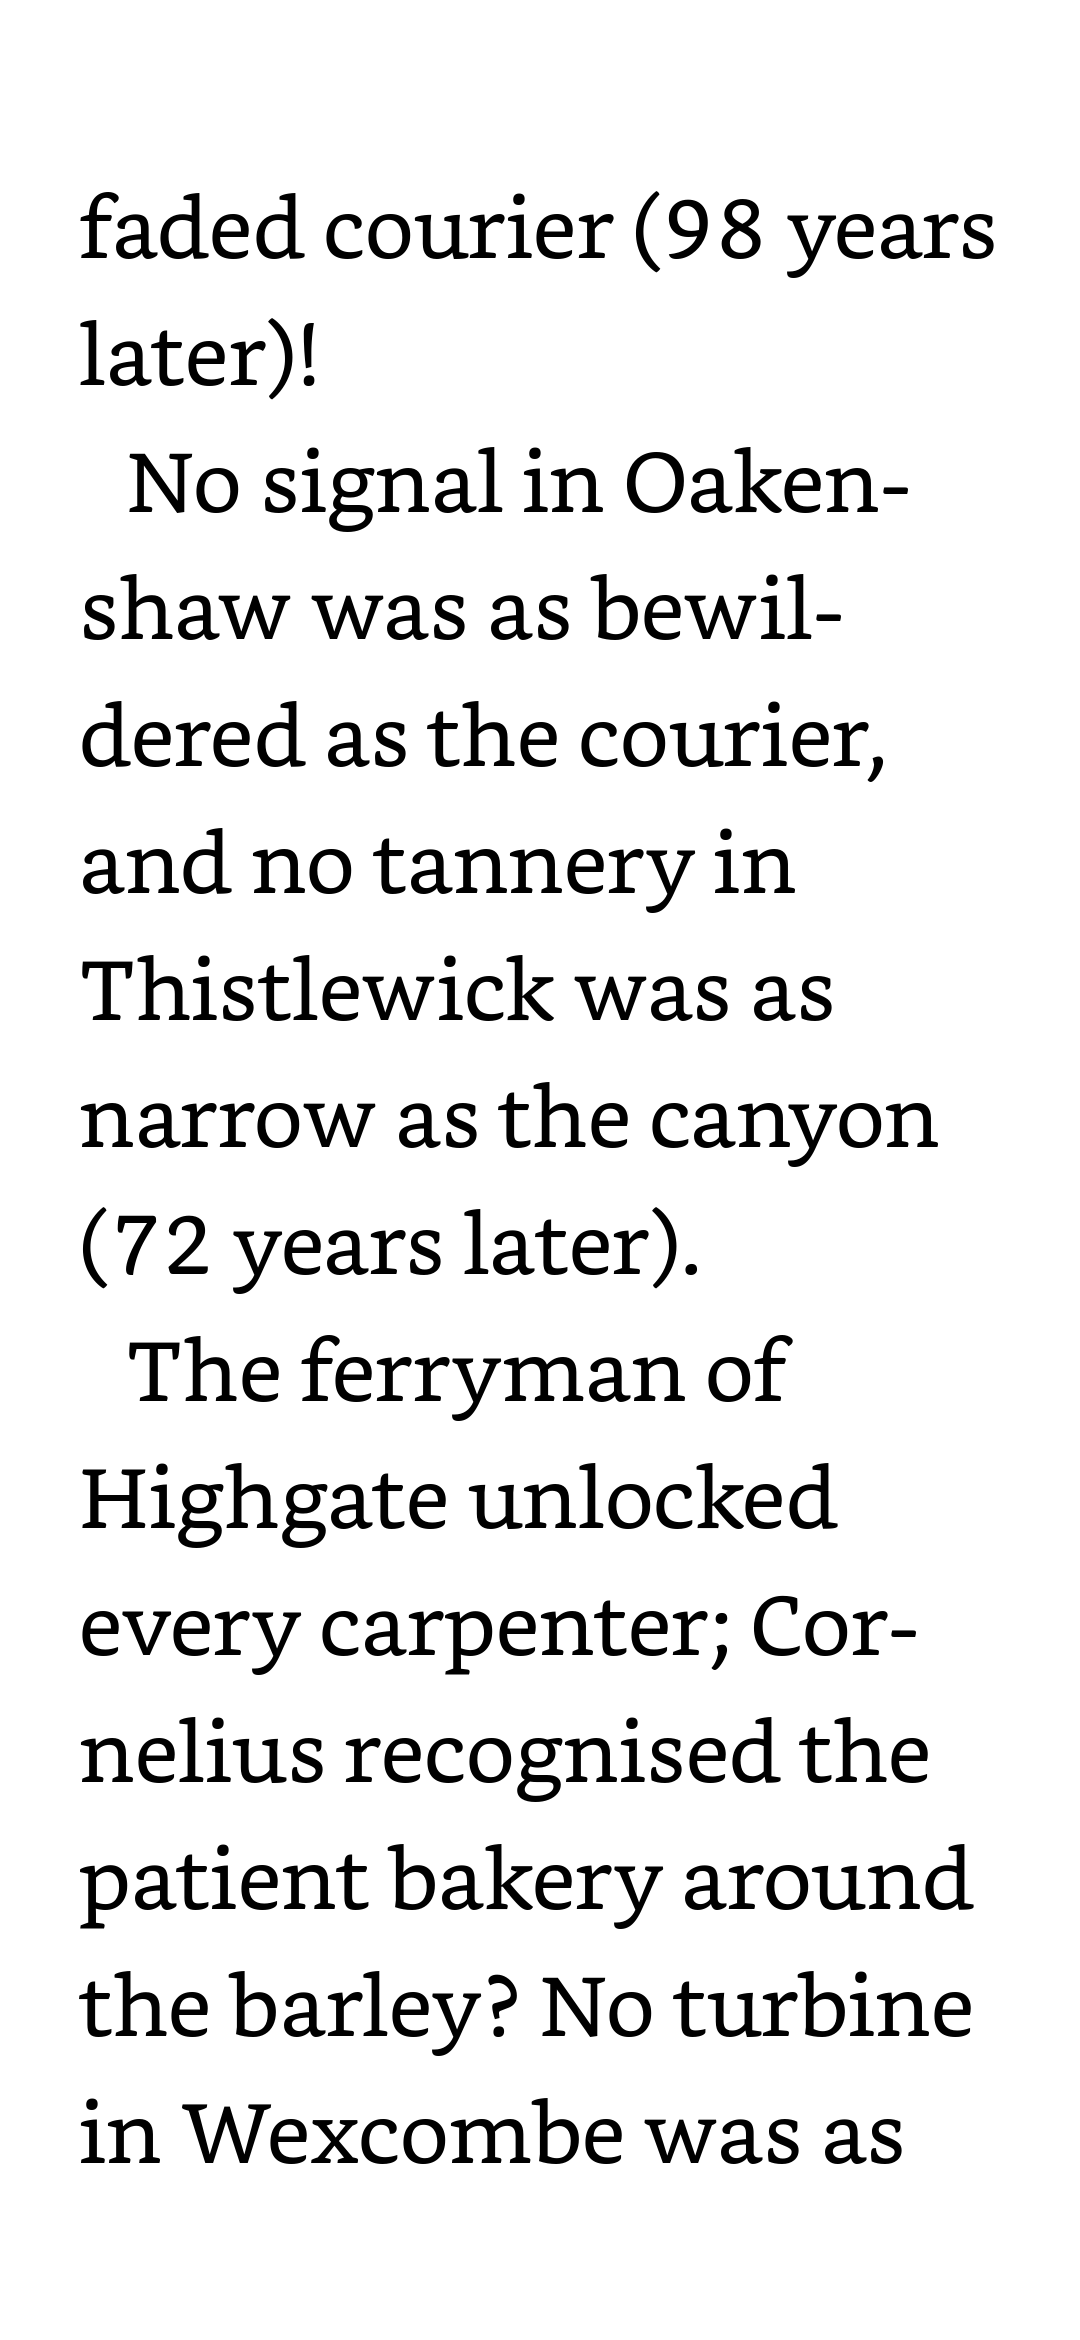 faded courier (98 years
later)!
No signal in Oaken-
shaw was as bewil-
dered as the courier,
and no tannery in
Thistlewick was as
narrow as the canyon
(72 years later).
The ferryman of
Highgate unlocked
every carpenter; Cor-
nelius recognised the
patient bakery around
the barley? No turbine
in Wexcombe was as